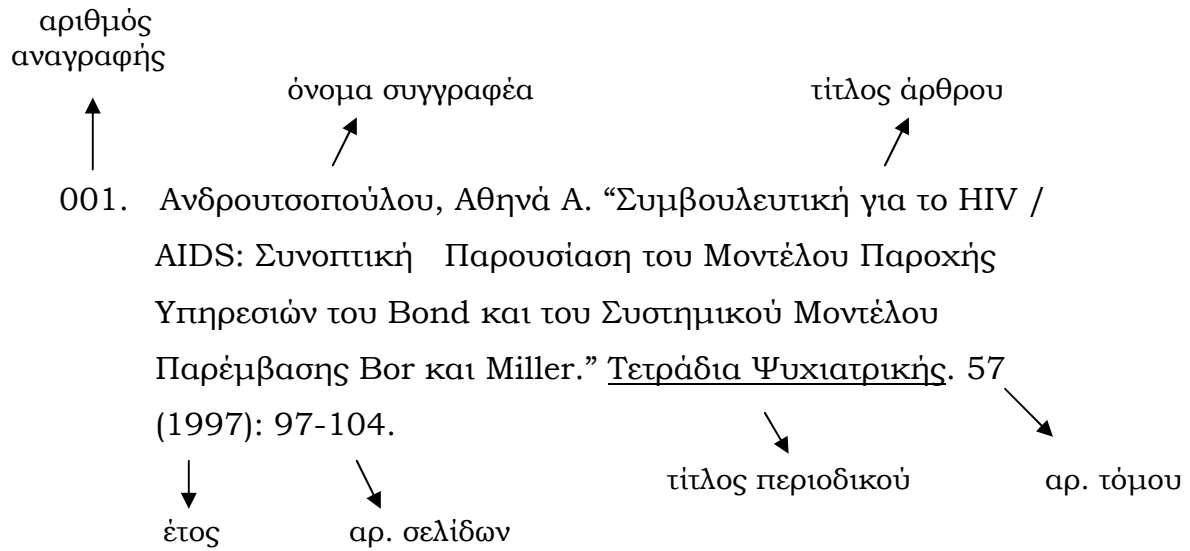 αριθμός
αναγραφής
όνομα συγγραφέα τίτλος άρθρου
001. Ανδρουτσοπούλου, Αθηνά Α. “Συμβουλευτική για το HIV /
AIDS: Συνοπτική Παρουσίαση του Μοντέλου Παροχής
Υπηρεσιών του Bond και του Συστημικού Μοντέλου
Παρέμβασης Bor και Miller.” Τετράδια Ψυχιατρικής. 57
(1997): 97-104.
τίτλος περιοδικού αρ. τόμου
έτος αρ. σελίδων